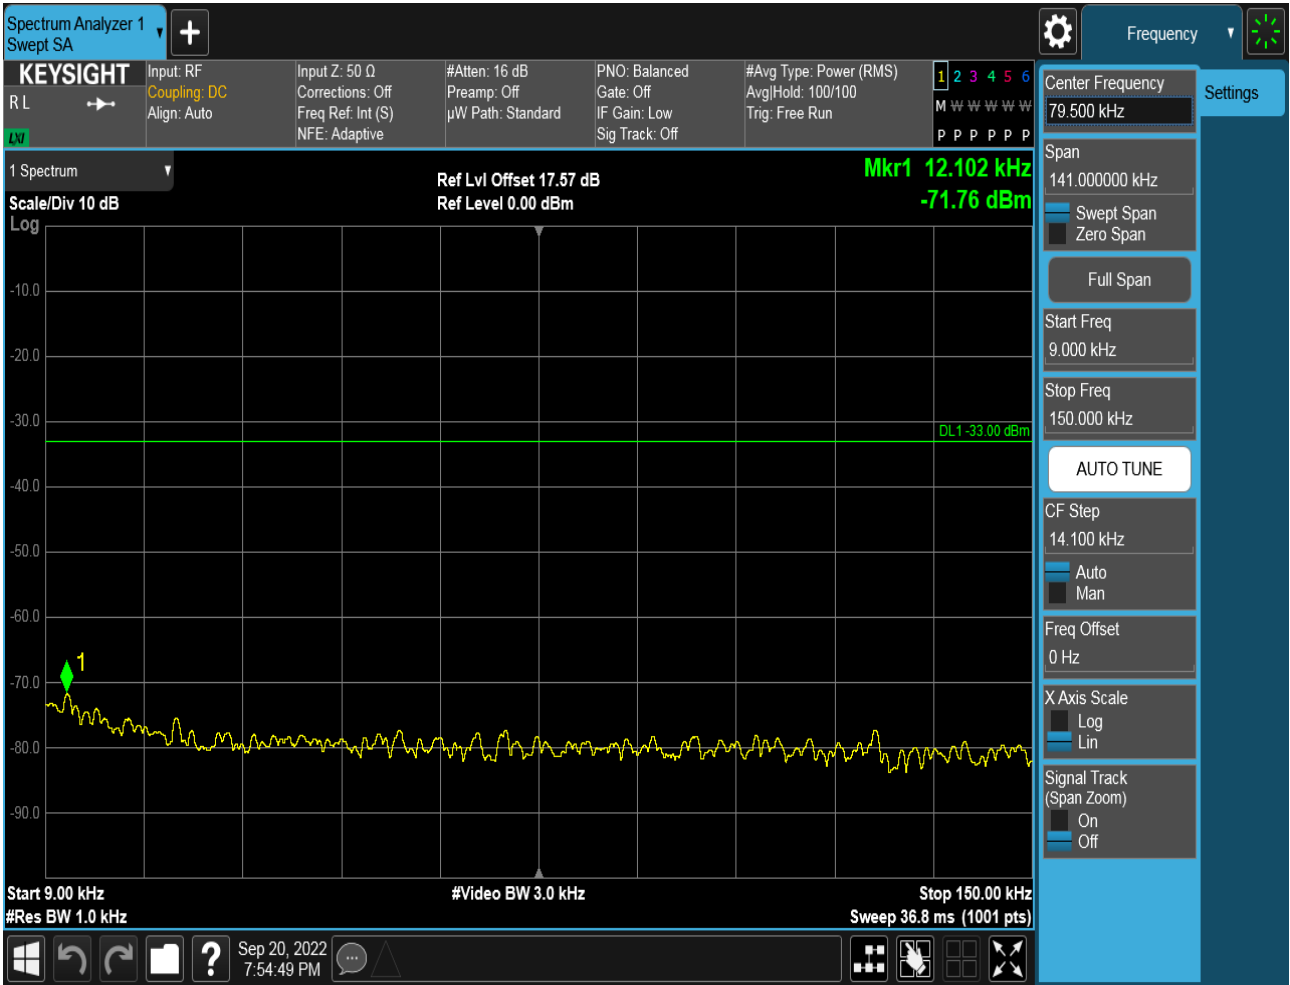 Spectrum Analyzer 1
Swept SA
Frequency
KEYSIGHT
R L
LXI
Input: RF
Coupling: DC
Align: Auto
Input Z: 50 Ω
Corrections: Off
Freq Ref: Int (S)
NFE: Adaptive
#Atten: 16 dB
Preamp: Off
µW Path: Standard
PNO: Balanced
Gate: Off
IF Gain: Low
Sig Track: Off
#Avg Type: Power (RMS)
Avg|Hold: 100/100
Trig: Free Run
1 2 3 4 5 6
M W W W W W
P P P P P P
1 Spectrum
Scale/Div 10 dB
Log
Ref Lvl Offset 17.57 dB
Ref Level 0.00 dBm
Mkr1 12.102 kHz
-71.76 dBm
-10.0
-20.0
-30.0
DL1 -33.00 dBm
-40.0
-50.0
-60.0
1
-70.0
-80.0
-90.0
Start 9.00 kHz
#Res BW 1.0 kHz
#Video BW 3.0 kHz
Stop 150.00 kHz
Sweep 36.8 ms (1001 pts)
Center Frequency
79.500 kHz
Span
141.000000 kHz
Swept Span
Zero Span
Full Span
Start Freq
9.000 kHz
Stop Freq
150.000 kHz
AUTO TUNE
CF Step
14.100 kHz
Auto
Man
Freq Offset
0 Hz
X Axis Scale
Log
Lin
Signal Track
(Span Zoom)
On
Off
Settings
?
Sep 20, 2022
7:54:49 PM